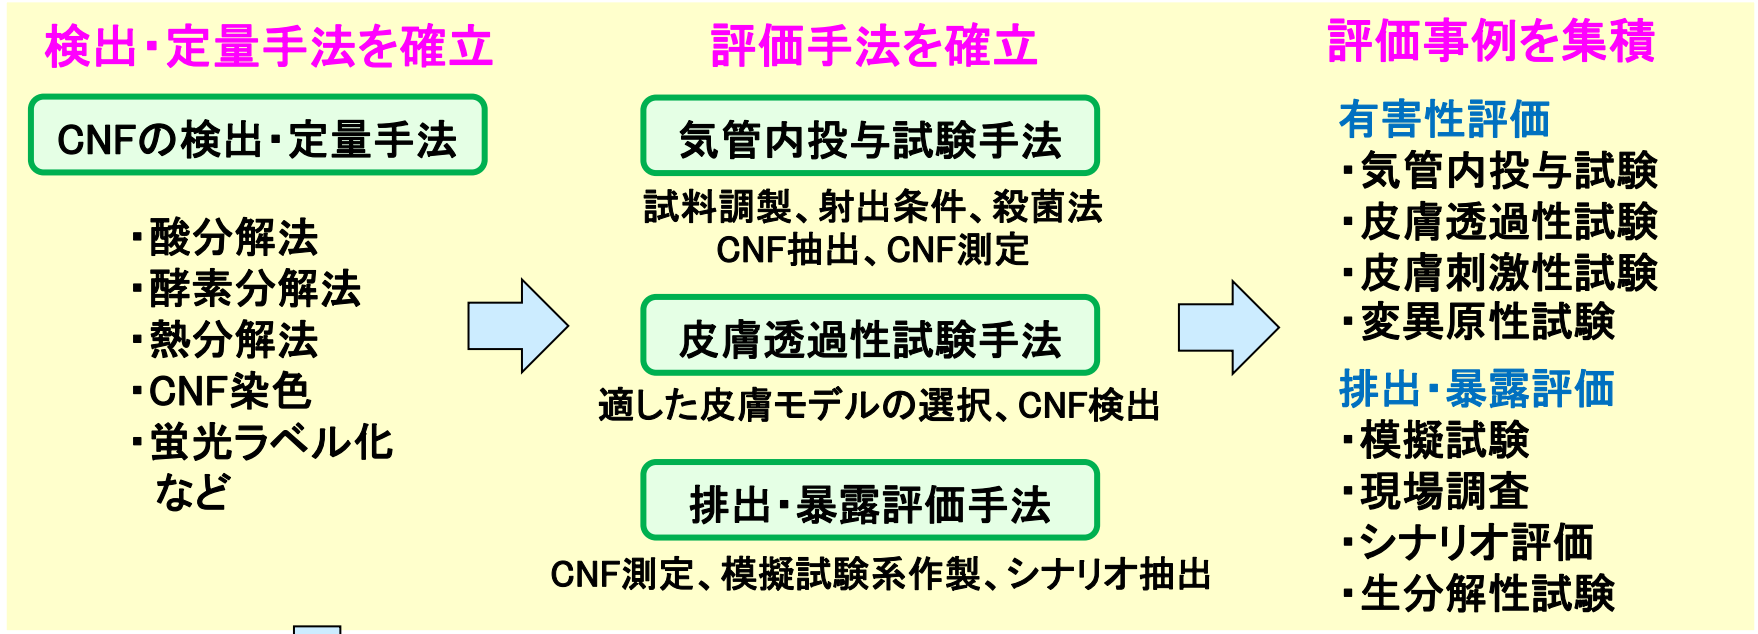 検出・定量手法を確立
CNFの検出・定量手法
・酸分解法
・酵素分解法
・熱分解法
・CNF染色
・蛍光ラベル化
など
評価手法を確立
気管内投与試験手法
試料調製、射出条件、殺菌法
CNF抽出、CNF測定
皮膚透過性試験手法
適した皮膚モデルの選択、CNF検出
排出・暴露評価手法
CNF測定、模擬試験系作製、シナリオ抽出
評価事例を集積
有害性評価
・気管内投与試験
・皮膚透過性試験
・皮膚刺激性試験
・変異原性試験
排出・暴露評価
・模擬試験
・現場調査
・シナリオ評価
・生分解性試験